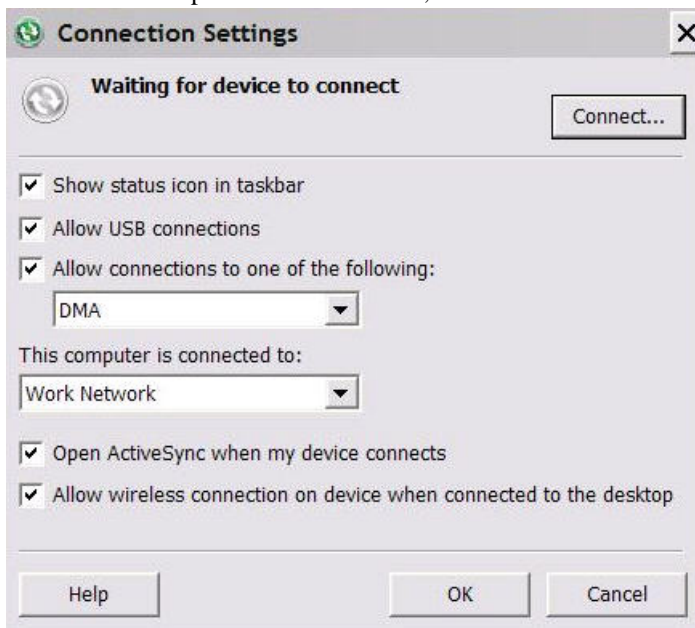 Connection Settings
Waiting for device to connect
Connect...
Show status icon in taskbar
Allow USB connections
Allow connections to one of the following:
DMA
This computer is connected to:
Work Network
Open ActiveSync when my device connects
Allow wireless connection on device when connected to the desktop
Help OK Cancel